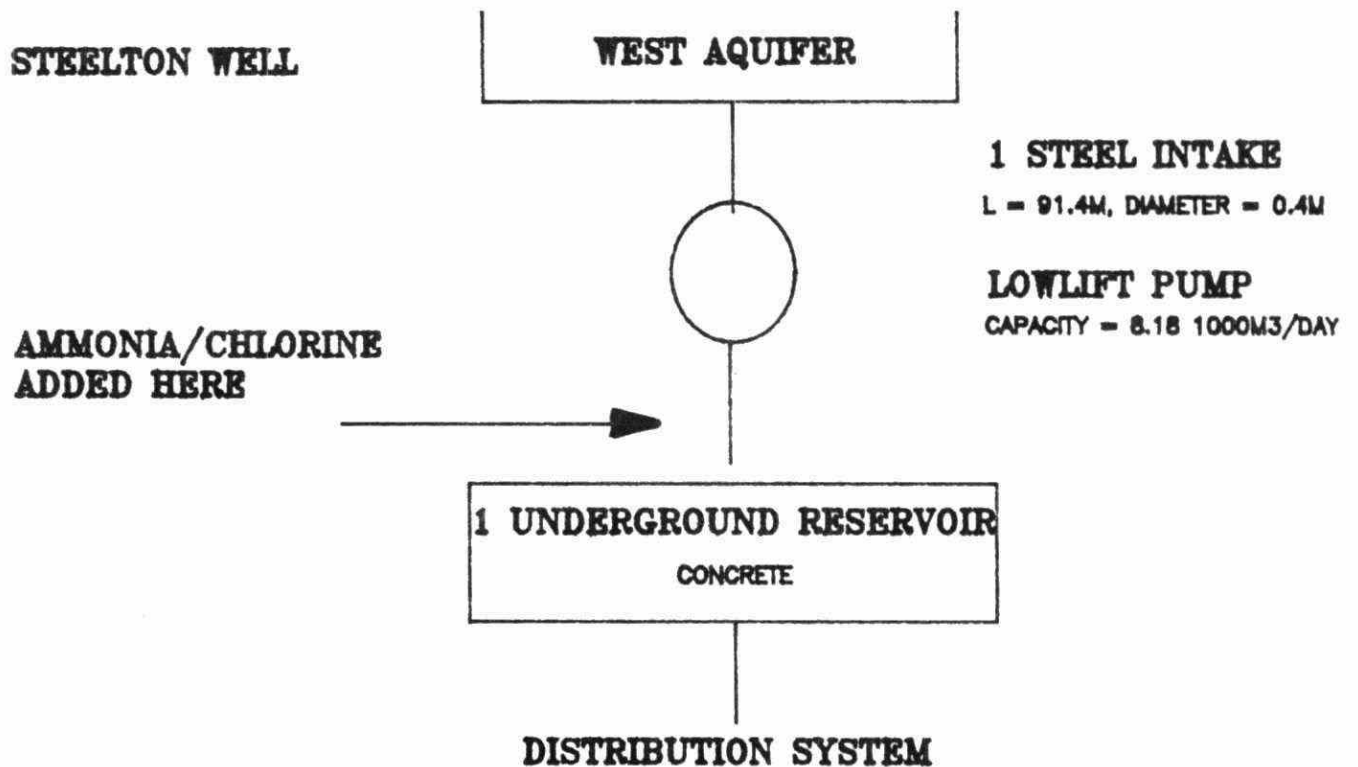 STEELTON WELL
WEST AQUIFER
1 STEEL INTAKE
L = 91.4M, DIAMETER = 0.4M
LOWLIFT PUMP
CAPACITY = 8.18 1000M3/DAY
AMMONIA/CHLORINE
ADDED HERE
1 UNDERGROUND RESERVOIR
CONCRETE
DISTRIBUTION SYSTEM